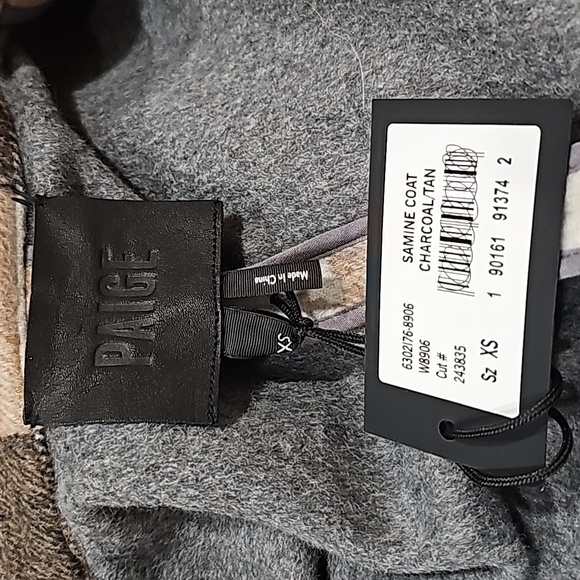 PAIGE
Made In China
XS
SAMINE COAT
CHARCOAL/TAN
1 90161 91374 2
6302176-8906
W8906
Cut #
243835
Sz XS